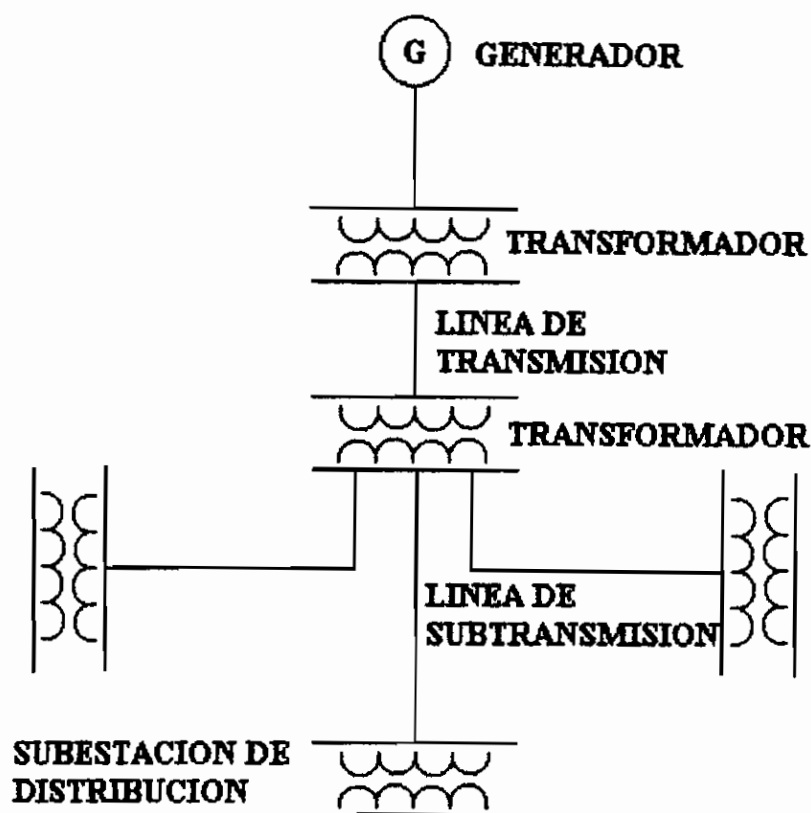 G GENERADOR
TRANSFORMADOR
LINEA DE
TRANSMISION
TRANSFORMADOR
LINEA DE
SUBTRANSMISION
SUBESTACION DE
DISTRIBUCION